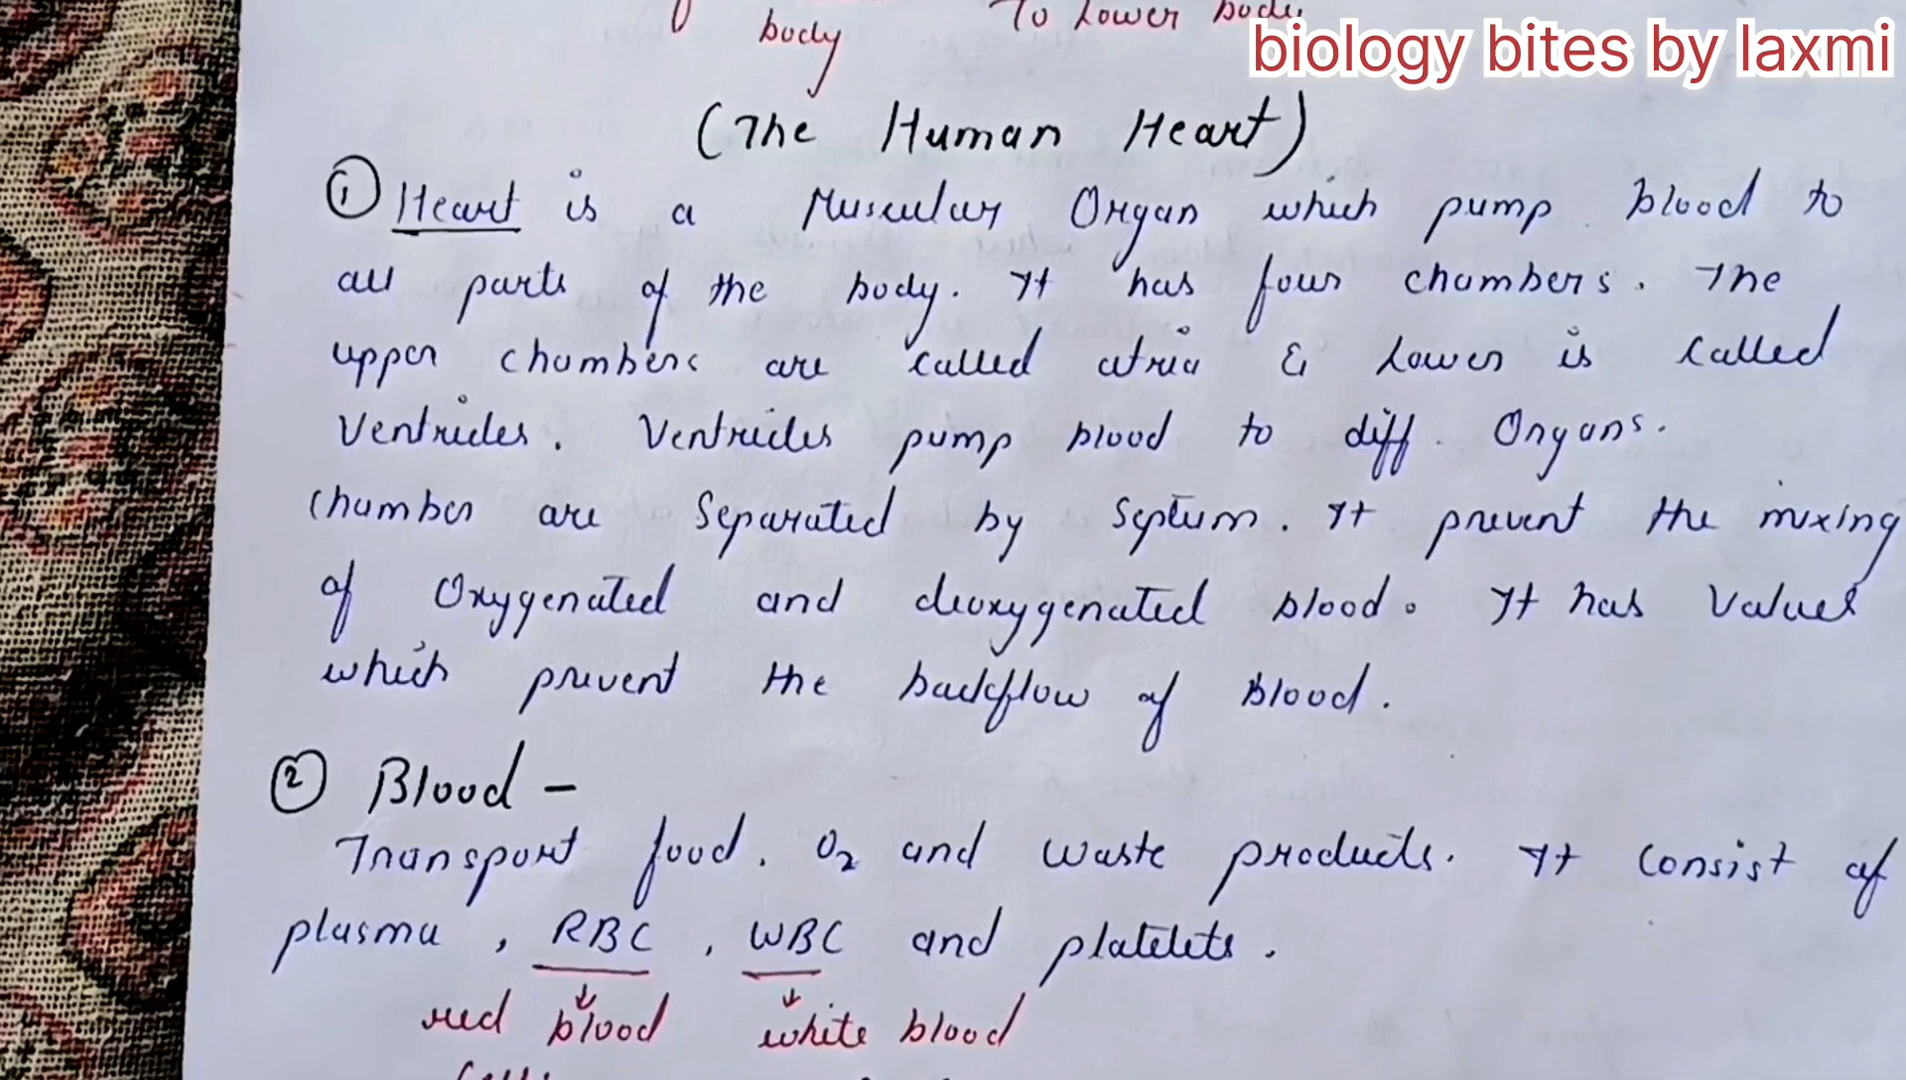 To Lower body
body
biology bites by laxmi
(The Human Heart)
① Heart is a Muscular Organ which pump blood to
all parts of the body. It has four chambers. The
upper chambers are called atria & Lower is called
Ventricles. Ventricles pump blood to diff. Organs.
Chamber are Separated by Septum. It prevent the mixing
of Oxygenated and deoxygenated blood. It has Valves
which prevent the backflow of Blood.
② Blood -
Transport food, O₂ and waste products. It consist of
plasma, RBC, WBC and platelets.
red blood white blood